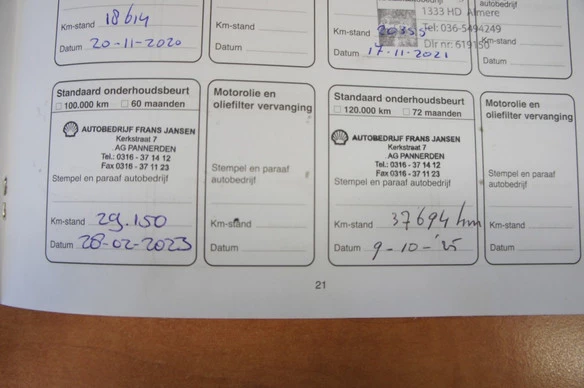 Km-stand 18614
Datum 20-11-2020
Km-stand
Datum
Km-stand 20355
Datum 17-11-2021
autobedrijf
1333 HD Almere
Tel: 036-5494249
Dlr nr: 619150
Km-stand
Datum
Standaard onderhoudsbeurt
100.000 km 60 maanden
AUTOBEDRIJF FRANS JANSEN
Kerkstraat 7
AG PANNERDEN
Tel.: 0316 - 37 14 12
Fax 0316 - 37 11 23
Stempel en paraaf autobedrijf
Km-stand 29.150
Datum 28-02-2023
Motorolie en
oliefilter vervanging
Stempel en paraaf
autobedrijf
Km-stand
Datum
Standaard onderhoudsbeurt
120.000 km 72 maanden
AUTOBEDRIJF FRANS JANSEN
Kerkstraat 7
AG PANNERDEN
Tel.: 0316 - 37 14 12
Fax 0316 - 37 11 23
Stempel en paraaf autobedrijf
Km-stand 37694 km
Datum 9-10-'25
Motorolie en
oliefilter vervanging
Stempel en paraaf
autobedrijf
Km-stand
Datum
21